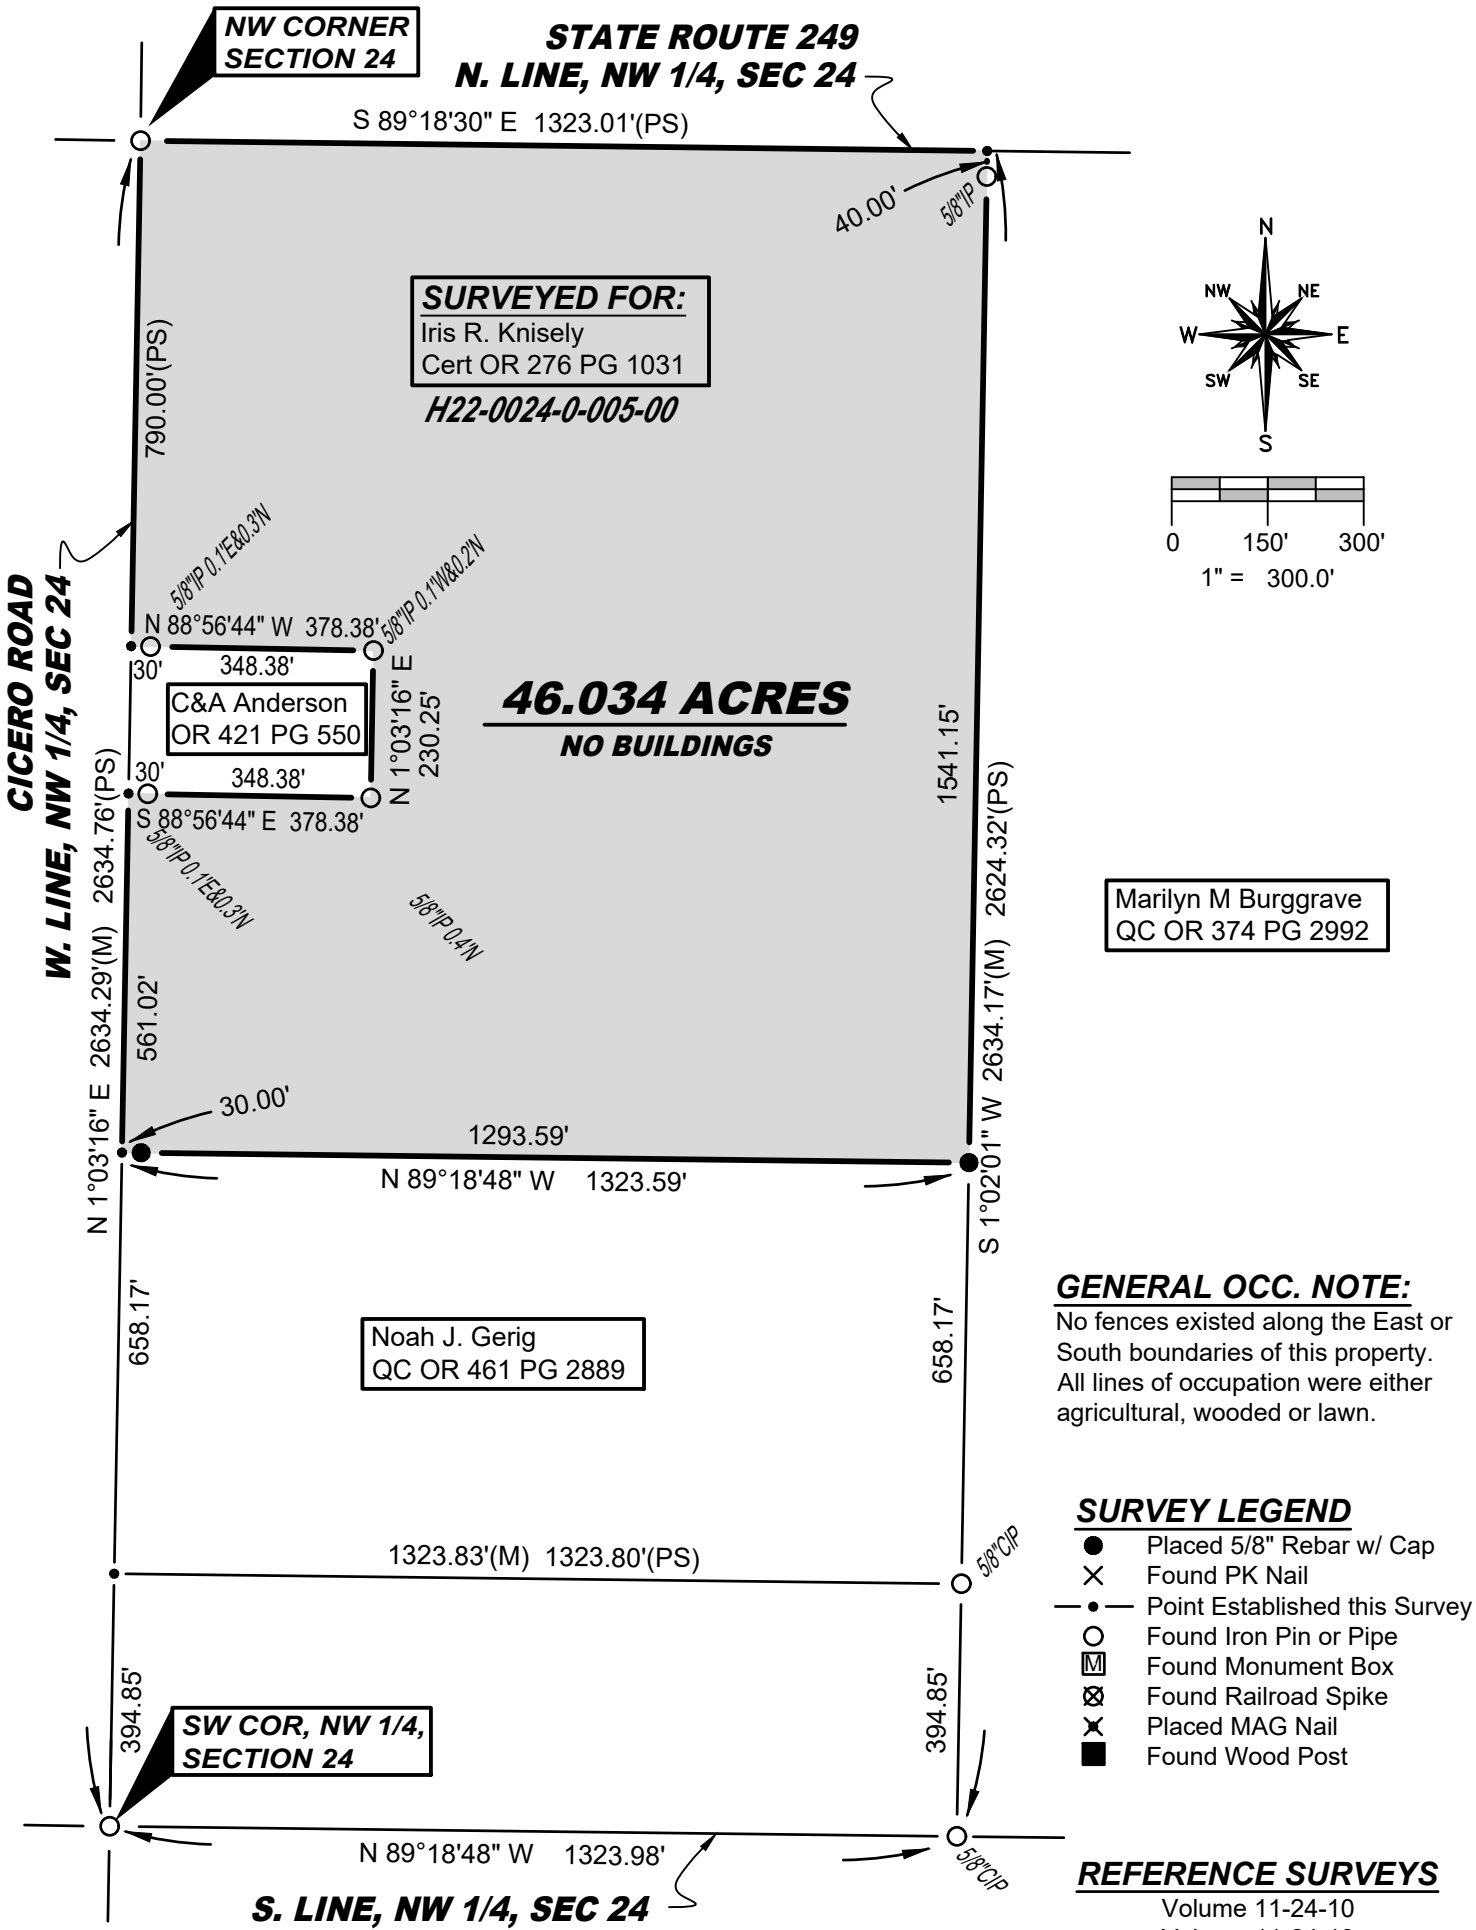 NW CORNER
SECTION 24
STATE ROUTE 249
N. LINE, NW 1/4, SEC 24
S 89°18'30" E 1323.01'(PS)
40.00'
5/8"IP
SURVEYED FOR:
Iris R. Knisely
Cert OR 276 PG 1031
H22-0024-0-005-00
790.00'(PS)
N
NW
NE
W
E
SW
SE
S
0 150' 300'
1" = 300.0'
CICERO ROAD
W. LINE, NW 1/4, SEC 24
5/8"IP 0.1'E&0.3'N
5/8"IP 0.1'W&0.2'N
N 88°56'44" W 378.38'
30'
348.38'
C&A Anderson
OR 421 PG 550
N 1°03'16" E
230.25'
30'
348.38'
S 88°56'44" E 378.38'
5/8"IP 0.1'E&0.3'N
5/8"IP 0.4'N
46.034 ACRES
NO BUILDINGS
1541.15'
S 1°02'01" W 2634.17'(M) 2624.32'(PS)
Marilyn M Burggrave
QC OR 374 PG 2992
N 1°03'16" E 2634.29'(M) 2634.76'(PS)
561.02'
30.00'
1293.59'
N 89°18'48" W 1323.59'
658.17'
658.17'
Noah J. Gerig
QC OR 461 PG 2889
GENERAL OCC. NOTE:
No fences existed along the East or
South boundaries of this property.
All lines of occupation were either
agricultural, wooded or lawn.
1323.83'(M) 1323.80'(PS)
5/8"CIP
SURVEY LEGEND
Placed 5/8" Rebar w/ Cap
Found PK Nail
Point Established this Survey
Found Iron Pin or Pipe
M Found Monument Box
Found Railroad Spike
Placed MAG Nail
Found Wood Post
394.85'
394.85'
SW COR, NW 1/4,
SECTION 24
N 89°18'48" W 1323.98'
5/8"CIP
S. LINE, NW 1/4, SEC 24
REFERENCE SURVEYS
Volume 11-24-10